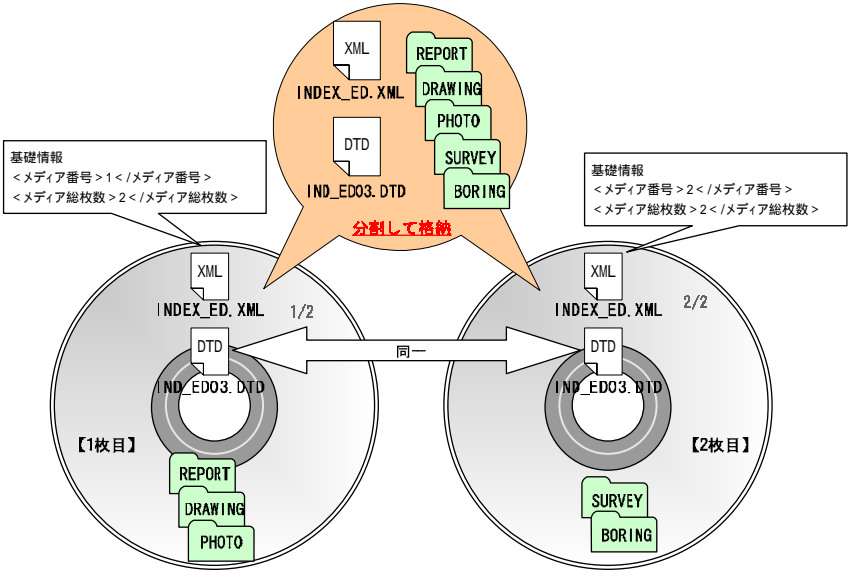 XML
INDEX_ED.XML
DTD
IND_ED03.DTD
REPORT
DRAWING
PHOTO
SURVEY
BORING
分割して格納
基礎情報
<メディア番号>1</メディア番号>
<メディア総枚数>2</メディア総枚数>
基礎情報
<メディア番号>2</メディア番号>
<メディア総枚数>2</メディア総枚数>
XML
INDEX_ED.XML
1/2
DTD
IND_ED03.DTD
【1枚目】
REPORT
DRAWING
PHOTO
同一
XML
INDEX_ED.XML
2/2
DTD
IND_ED03.DTD
【2枚目】
SURVEY
BORING